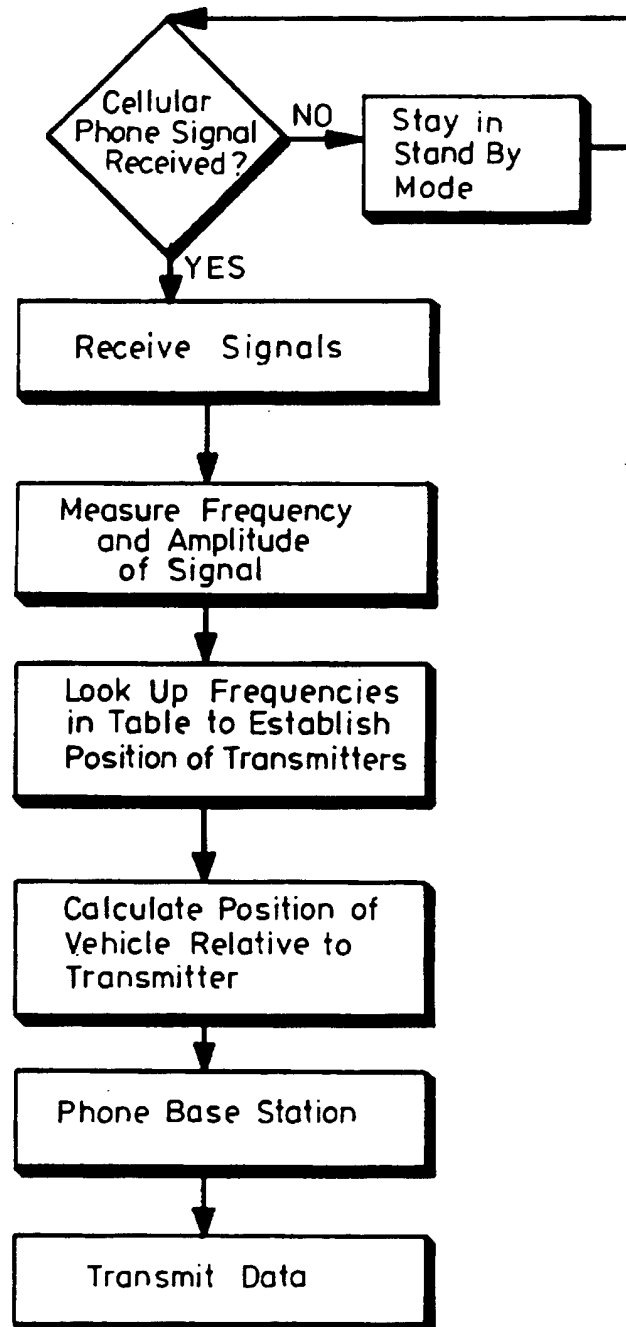 Cellular
Phone Signal
Received?
NO
Stay in
Stand By
Mode
YES
Receive Signals
Measure Frequency
and Amplitude
of Signal
Look Up Frequencies
in Table to Establish
Position of Transmitters
Calculate Position of
Vehicle Relative to
Transmitter
Phone Base Station
Transmit Data